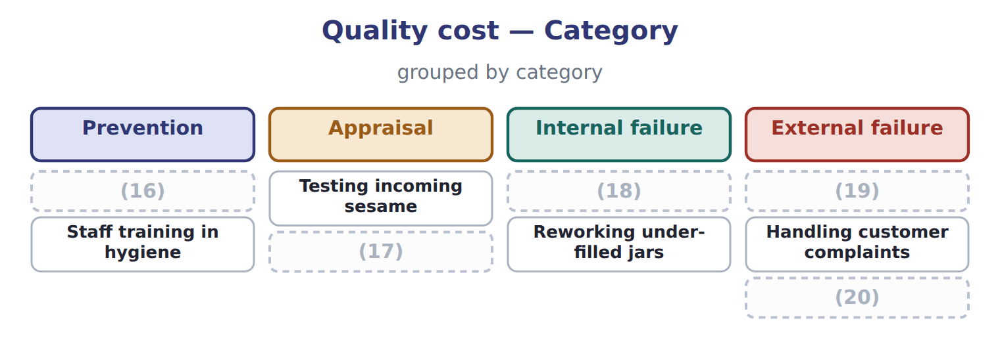 Quality cost — Category
grouped by category
Prevention
Appraisal
Internal failure
External failure
(16)
Staff training in
hygiene
Testing incoming
sesame
(17)
(18)
Reworking under-
filled jars
(19)
Handling customer
complaints
(20)